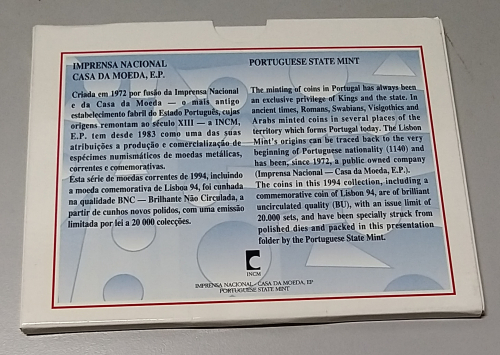 IMPRENSA NACIONAL
CASA DA MOEDA, E.P.
Criada em 1972 por fusão da Imprensa Nacional
e da Casa da Moeda — o mais antigo
estabelecimento fabril do Estado Português, cujas
origens remontam ao século XIII — a INCM,
E.P. tem desde 1983 como uma das suas
atribuições a produção e comercialização de
espécimes numismáticos de moedas metálicas,
correntes e comemorativas.
Esta série de moedas correntes de 1994, incluindo
a moeda comemorativa de Lisboa 94, foi cunhada
na qualidade BNC — Brilhante Não Circulada, a
partir de cunhos novos polidos, com uma emissão
limitada por lei a 20 000 colecções.
PORTUGUESE STATE MINT
The minting of coins in Portugal has always been
an exclusive privilege of Kings and the state. In
ancient times, Romans, Swabians, Visigothics and
Arabs minted coins in several places of the
territory which forms Portugal today. The Lisbon
Mint's origins can be traced back to the very
beginning of Portuguese nationality (1140) and
has been, since 1972, a public owned company
(Imprensa Nacional — Casa da Moeda, E.P.).
The coins in this 1994 collection, including a
commemorative coin of Lisbon 94, are of brilliant
uncirculated quality (BU), with an issue limit of
20.000 sets, and have been specially struck from
polished dies and packed in this presentation
folder by the Portuguese State Mint.
INCM
IMPRENSA NACIONAL - CASA DA MOEDA, EP
PORTUGUESE STATE MINT